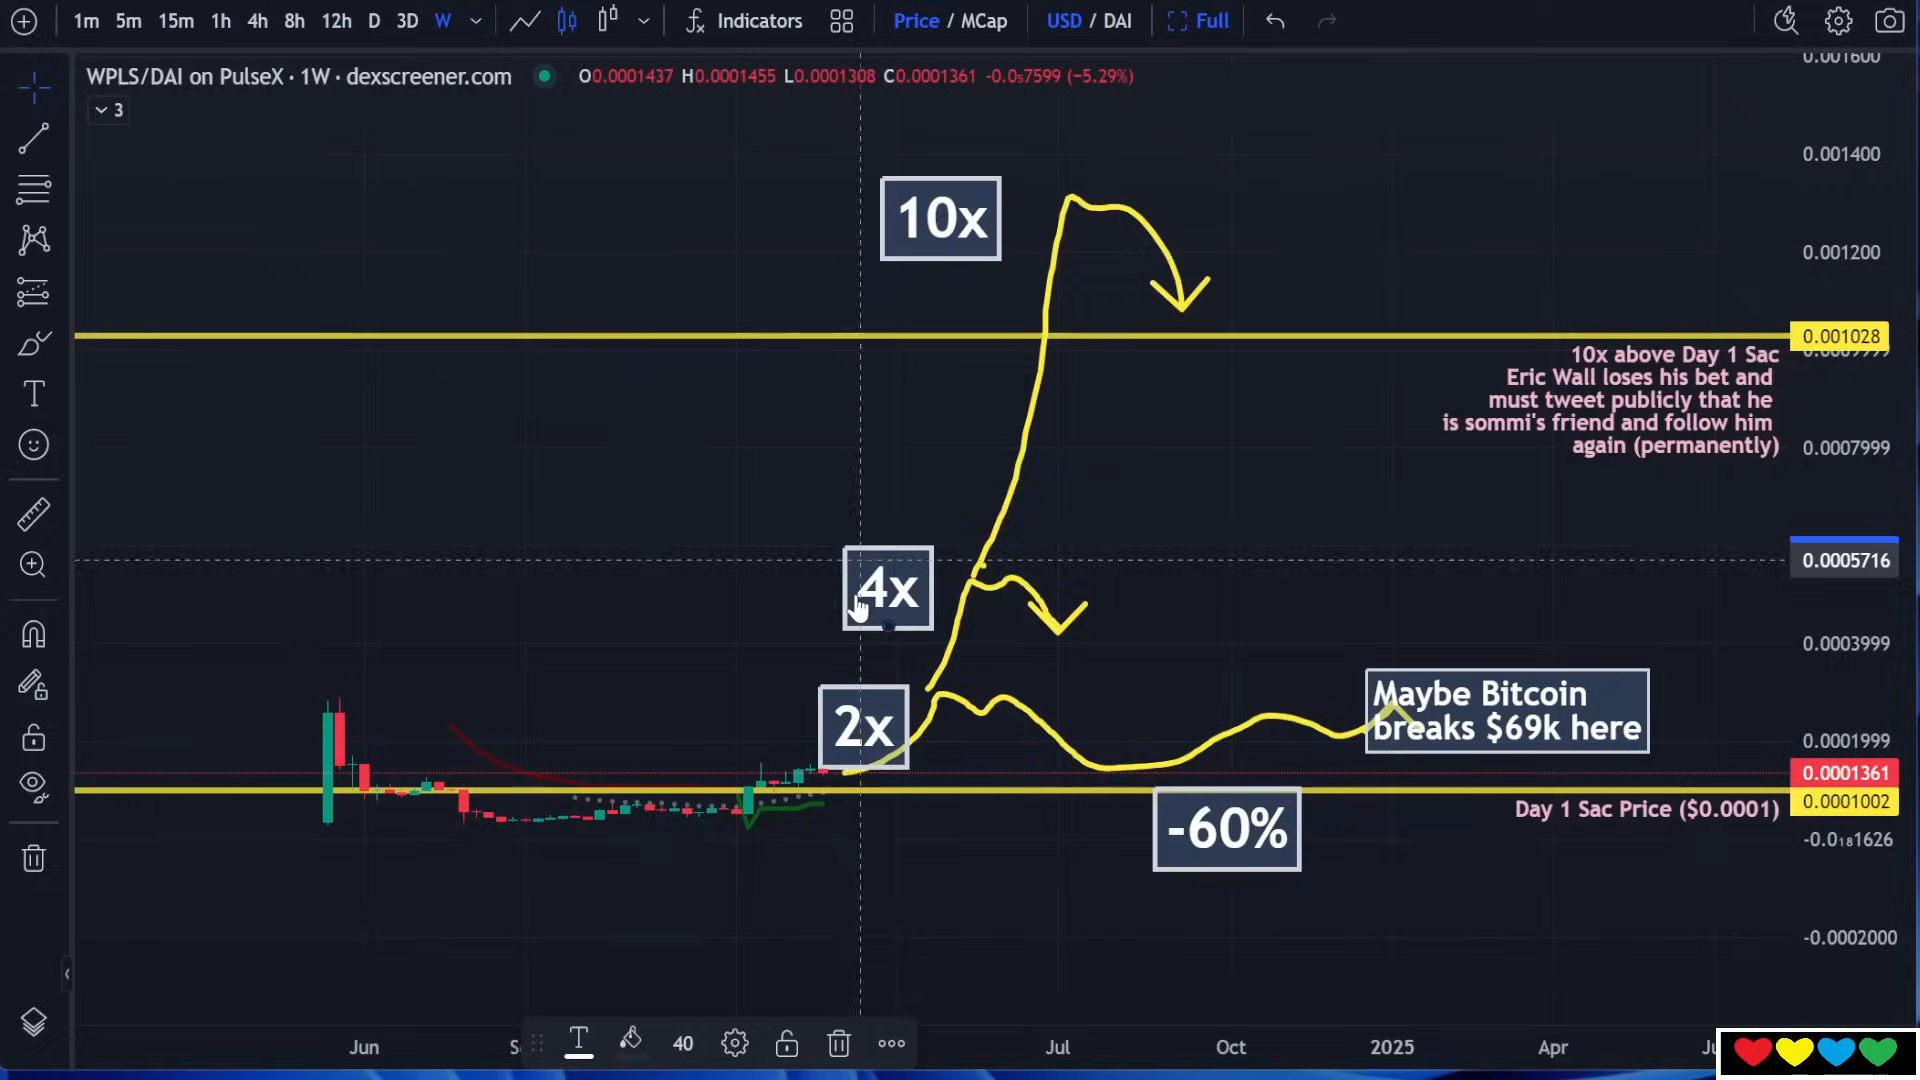 1m 5m 15m 1h 4h 8h 12h D 3D W Indicators Price / MCap USD / DAI Full
WPLS/DAI on PulseX · 1W · dexscreener.com O0.0001437 H0.0001455 L0.0001308 C0.0001361 -0.0₅7599 (−5.29%)
3
0.001600
0.001400
10x
0.001200
0.001028
10x above Day 1 Sac
Eric Wall loses his bet and
must tweet publicly that he
is sommi's friend and follow him
again (permanently)
0.0007999
0.0005716
4x
0.0003999
Maybe Bitcoin
breaks $69k here
2x
0.0001999
0.0001361
0.0001002
Day 1 Sac Price ($0.0001)
-60%
-0.0₁₈1626
-0.0002000
40
Jun Jul Oct 2025 Apr